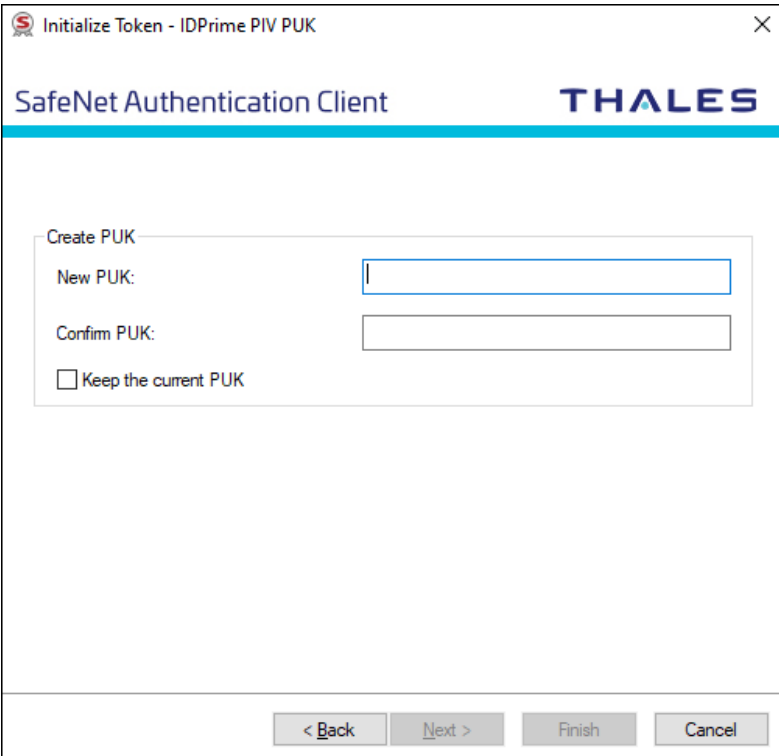 Initialize Token - IDPrime PIV PUK
SafeNet Authentication Client THALES
Create PUK
New PUK:
Confirm PUK:
Keep the current PUK
< Back Next > Finish Cancel